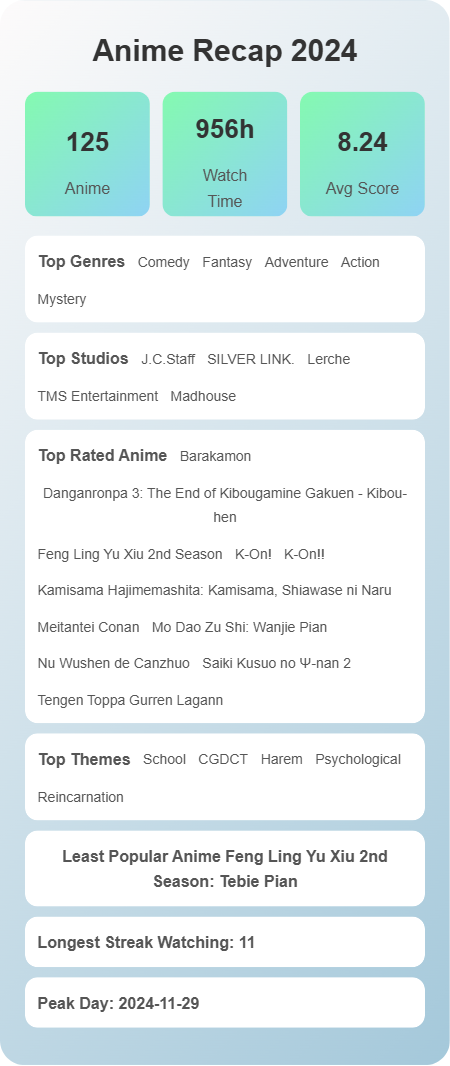 Anime Recap 2024
125
Anime
956h
Watch
Time
8.24
Avg Score
Top Genres Comedy Fantasy Adventure Action
Mystery
Top Studios J.C.Staff SILVER LINK. Lerche
TMS Entertainment Madhouse
Top Rated Anime Barakamon
Danganronpa 3: The End of Kibougamine Gakuen - Kibou-
hen
Feng Ling Yu Xiu 2nd Season K-On! K-On!!
Kamisama Hajimemashita: Kamisama, Shiawase ni Naru
Meitantei Conan Mo Dao Zu Shi: Wanjie Pian
Nu Wushen de Canzhuo Saiki Kusuo no Ψ-nan 2
Tengen Toppa Gurren Lagann
Top Themes School CGDCT Harem Psychological
Reincarnation
Least Popular Anime Feng Ling Yu Xiu 2nd
Season: Tebie Pian
Longest Streak Watching: 11
Peak Day: 2024-11-29